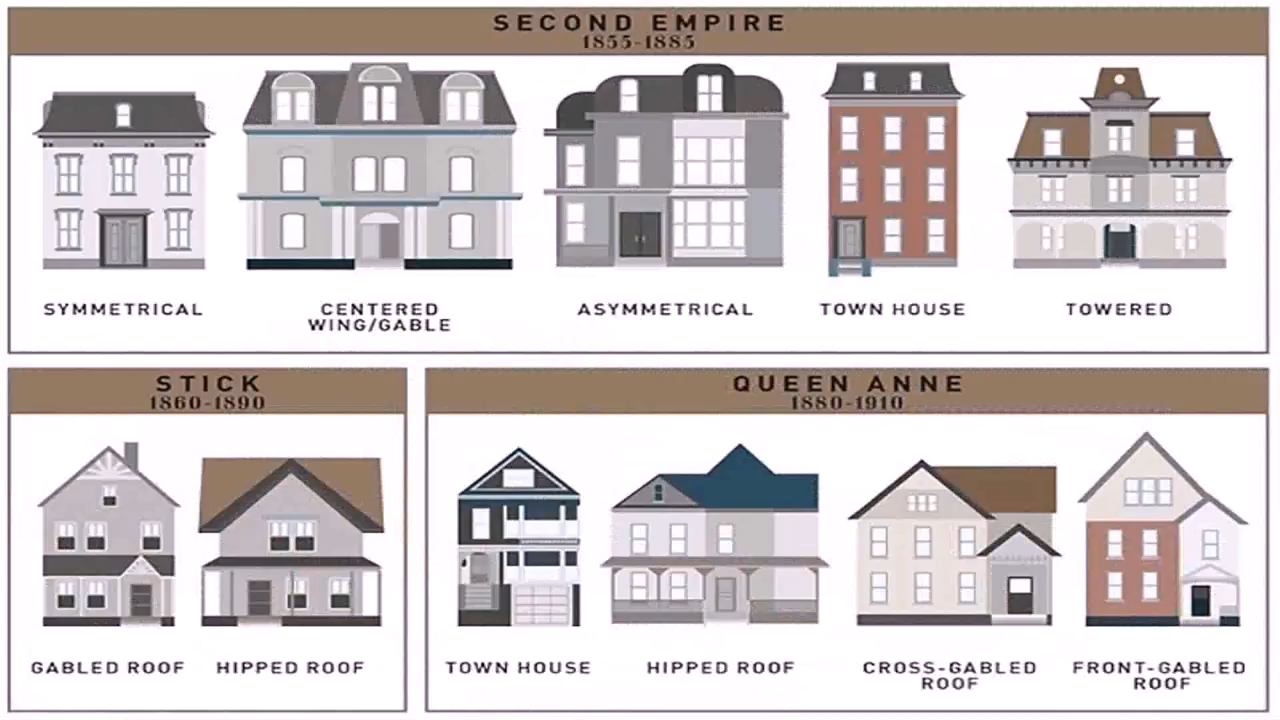 SECOND EMPIRE
1855-1885
SYMMETRICAL
CENTERED
WING/GABLE
ASYMMETRICAL
TOWN HOUSE
TOWERED
STICK
1860-1890
GABLED ROOF
HIPPED ROOF
QUEEN ANNE
1880-1910
TOWN HOUSE
HIPPED ROOF
CROSS-GABLED
ROOF
FRONT-GABLED
ROOF